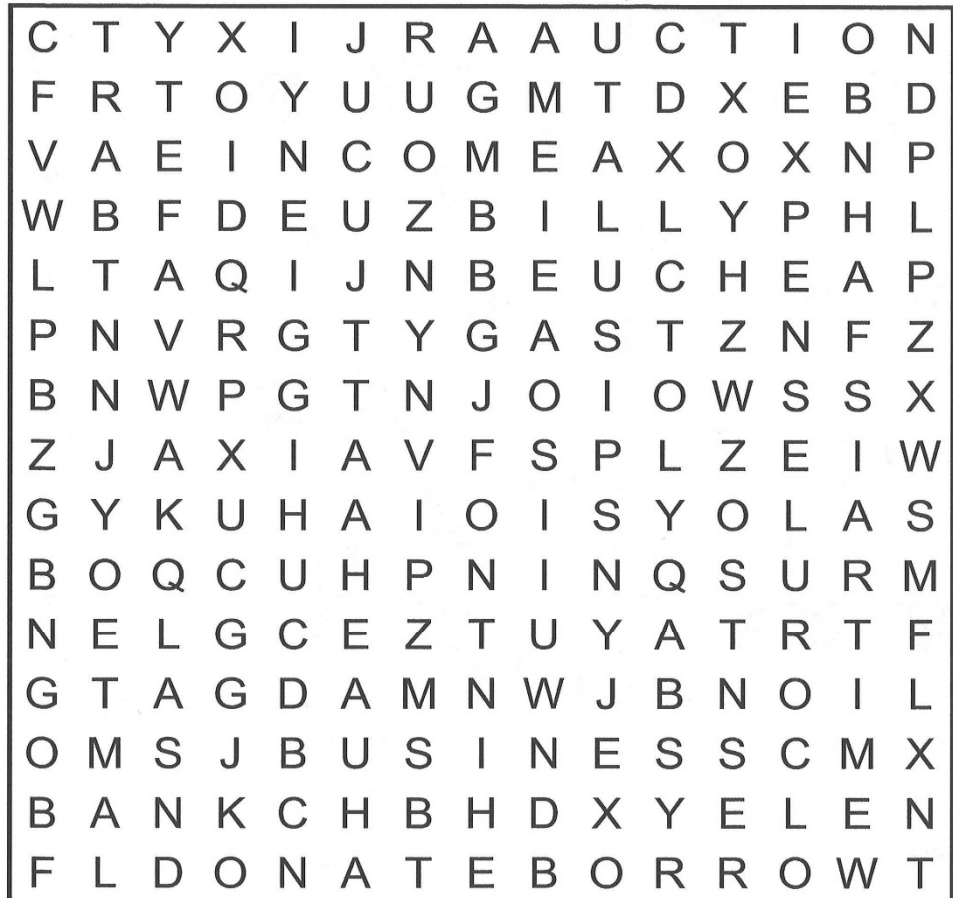 C T Y X I J R A A U C T I O N
F R T O Y U U G M T D X E B D
V A E I N C O M E A X O X N P
W B F D E U Z B I L L Y P H L
L T A Q I J N B E U C H E A P
P N V R G T Y G A S T Z N F Z
B N W P G T N J O I O W S S X
Z J A X I A V F S P L Z E I W
G Y K U H A I O I S Y O L A S
B O Q C U H P N I N Q S U R M
N E L G C E Z T U Y A T R T F
G T A G D A M N W J B N O I L
O M S J B U S I N E S S C M X
B A N K C H B H D X Y E L E N
F L D O N A T E B O R R O W T